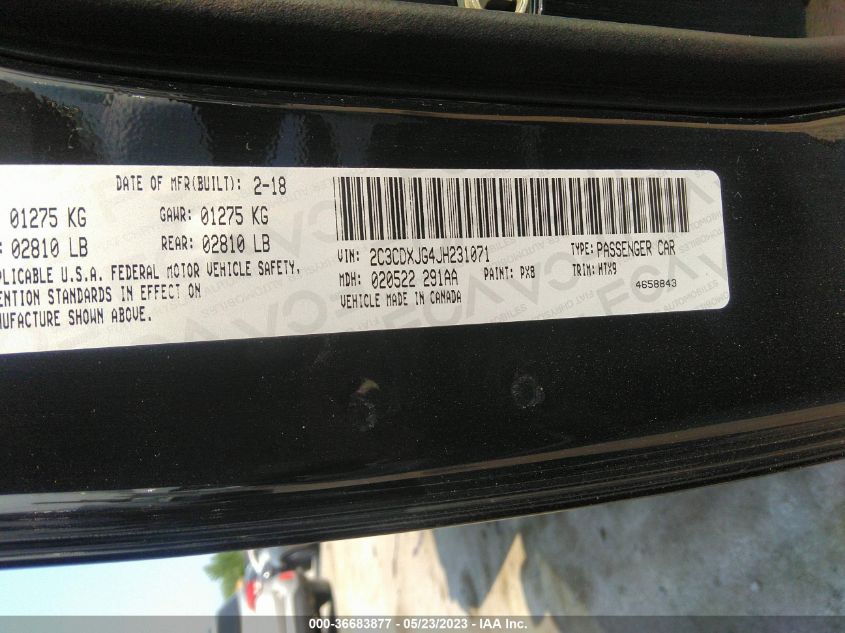 DATE OF MFR(BUILT): 2-18
01275 KG GAWR: 01275 KG
02810 LB REAR: 02810 LB
PLICABLE U.S.A. FEDERAL MOTOR VEHICLE SAFETY,
ENTION STANDARDS IN EFFECT ON
NUFACTURE SHOWN ABOVE.
VIN: 2C3CDXJG4JH231071 TYPE: PASSENGER CAR
MDH: 020522 291AA PAINT: PX8 TRIM: HTX9
VEHICLE MADE IN CANADA 4658843
000-36683877 - 05/23/2023 - IAA Inc.